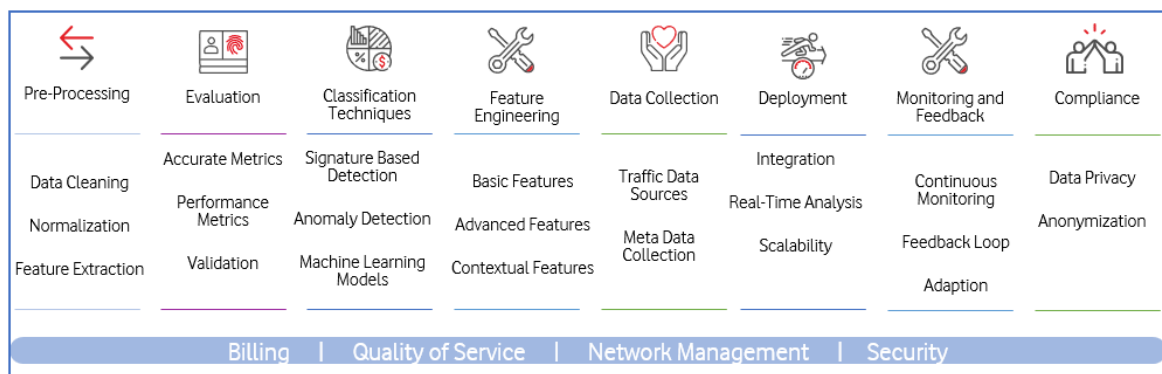 Pre-Processing
Evaluation
Classification
Techniques
Feature
Engineering
Data Collection
Deployment
Monitoring and
Feedback
Compliance
Data Cleaning
Normalization
Feature Extraction
Accurate Metrics
Performance
Metrics
Validation
Signature Based
Detection
Anomaly Detection
Machine Learning
Models
Basic Features
Advanced Features
Contextual Features
Traffic Data
Sources
Meta Data
Collection
Integration
Real-Time Analysis
Scalability
Continuous
Monitoring
Feedback Loop
Adaption
Data Privacy
Anonymization
Billing | Quality of Service | Network Management | Security